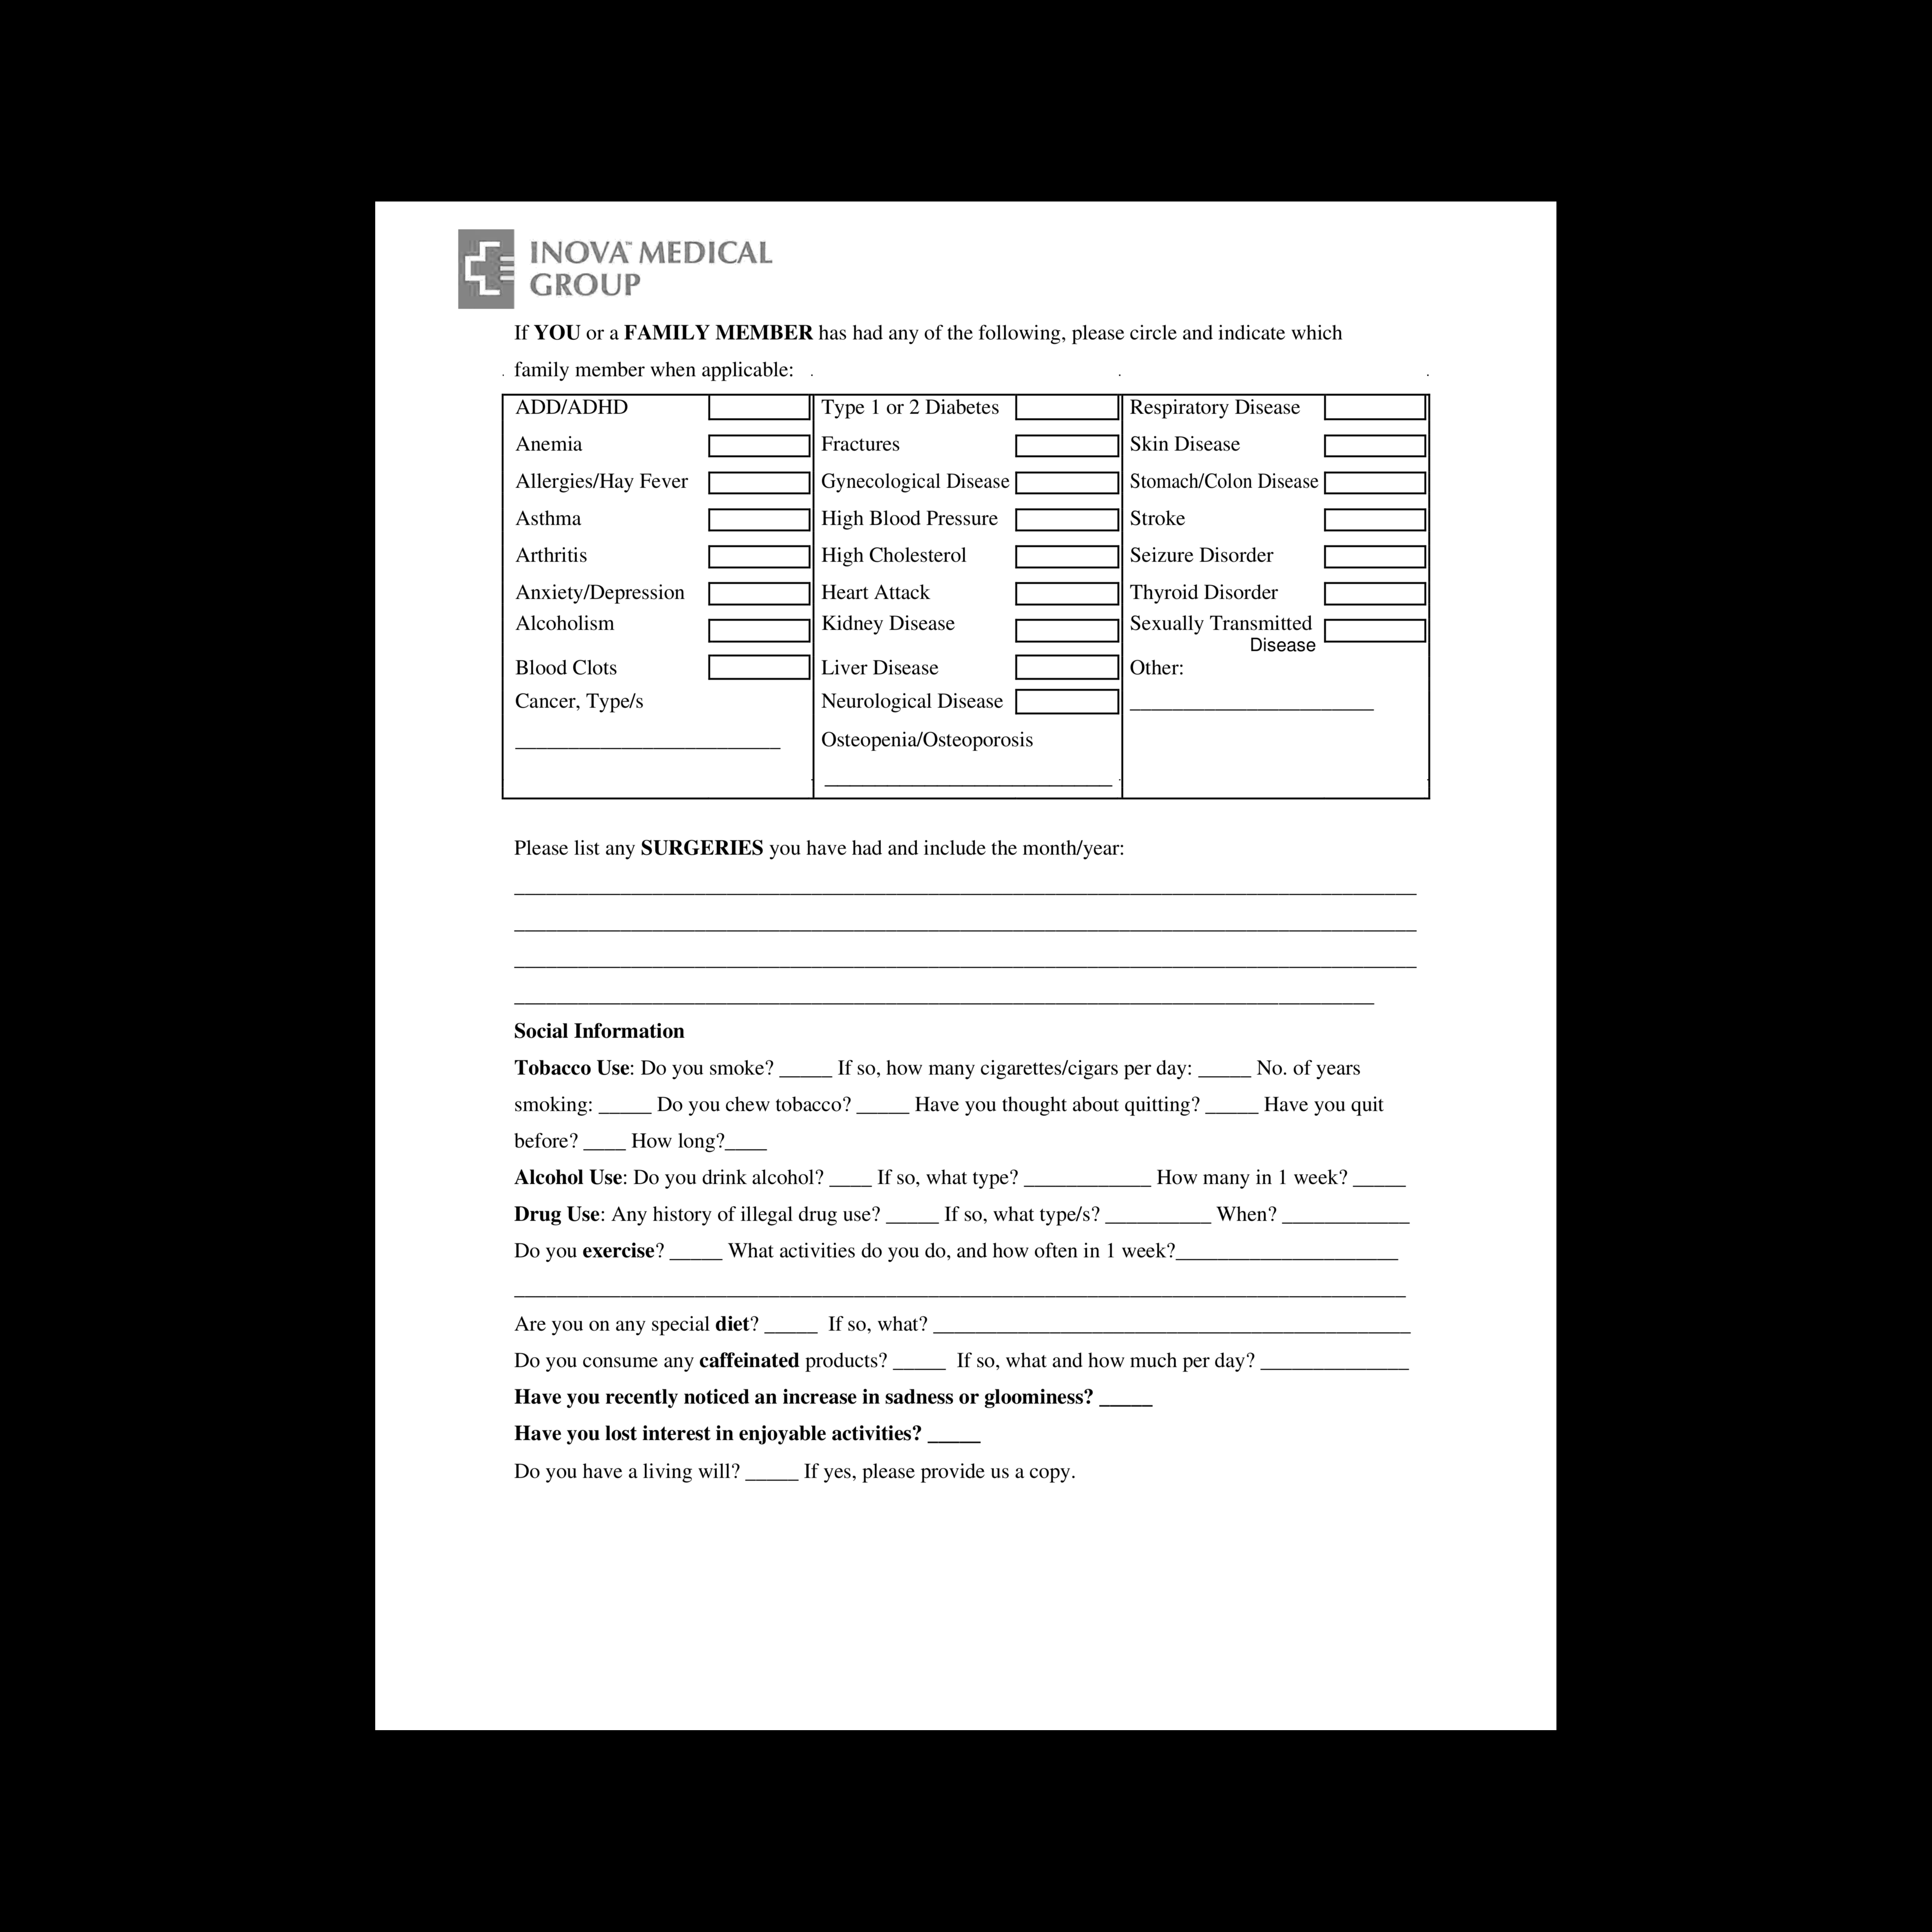 INOVA™ MEDICAL
GROUP
If YOU or a FAMILY MEMBER has had any of the following, please circle and indicate which
family member when applicable:
ADD/ADHD
Anemia
Allergies/Hay Fever
Asthma
Arthritis
Anxiety/Depression
Alcoholism
Blood Clots
Cancer, Type/s
_________________________
Type 1 or 2 Diabetes
Fractures
Gynecological Disease
High Blood Pressure
High Cholesterol
Heart Attack
Kidney Disease
Liver Disease
Neurological Disease
Osteopenia/Osteoporosis
___________________________
Respiratory Disease
Skin Disease
Stomach/Colon Disease
Stroke
Seizure Disorder
Thyroid Disorder
Sexually Transmitted
Disease
Other:
_______________________
Please list any SURGERIES you have had and include the month/year:
_____________________________________________________________________________________
_____________________________________________________________________________________
_____________________________________________________________________________________
_________________________________________________________________________________
Social Information
Tobacco Use: Do you smoke? _____ If so, how many cigarettes/cigars per day: _____ No. of years
smoking: _____ Do you chew tobacco? _____ Have you thought about quitting? _____ Have you quit
before? ____ How long?____
Alcohol Use: Do you drink alcohol? ____ If so, what type? ____________ How many in 1 week? _____
Drug Use: Any history of illegal drug use? _____ If so, what type/s? __________ When? ____________
Do you exercise? _____ What activities do you do, and how often in 1 week?_____________________
____________________________________________________________________________________
Are you on any special diet? _____ If so, what? _____________________________________________
Do you consume any caffeinated products? _____ If so, what and how much per day? ______________
Have you recently noticed an increase in sadness or gloominess? _____
Have you lost interest in enjoyable activities? _____
Do you have a living will? _____ If yes, please provide us a copy.